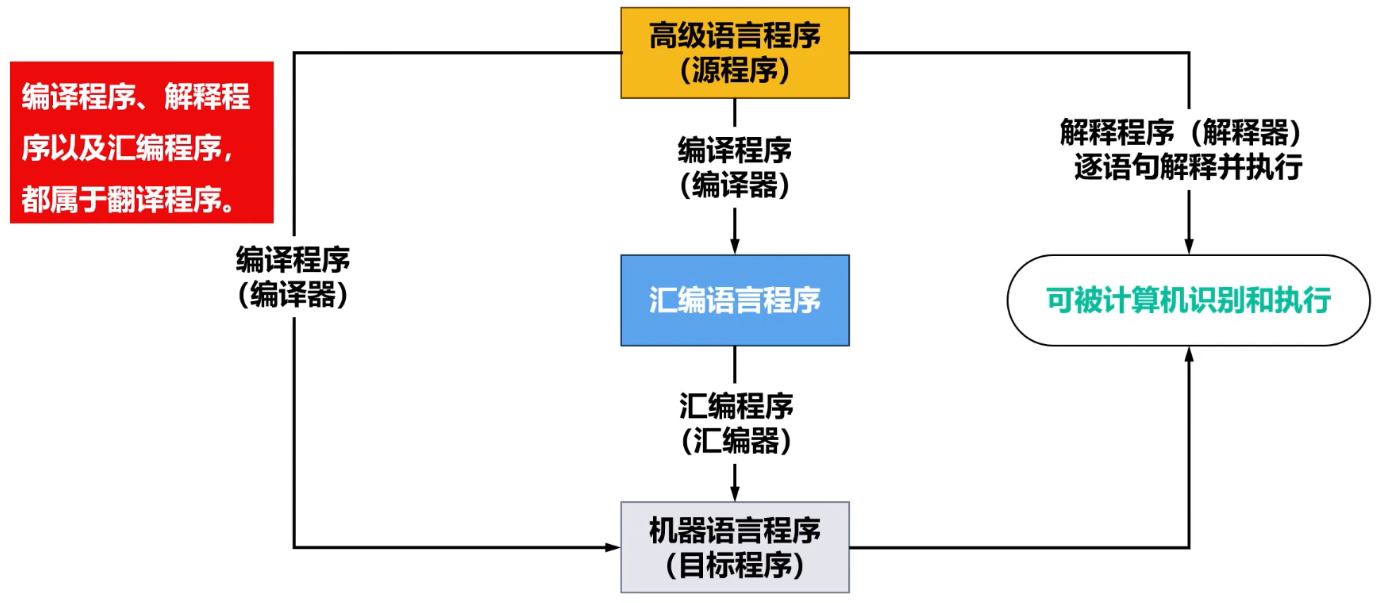 高级语言程序
（源程序）
编译程序、解释程
序以及汇编程序，
都属于翻译程序。
编译程序
（编译器）
解释程序（解释器）
逐语句解释并执行
编译程序
（编译器）
汇编语言程序
可被计算机识别和执行
汇编程序
（汇编器）
机器语言程序
（目标程序）